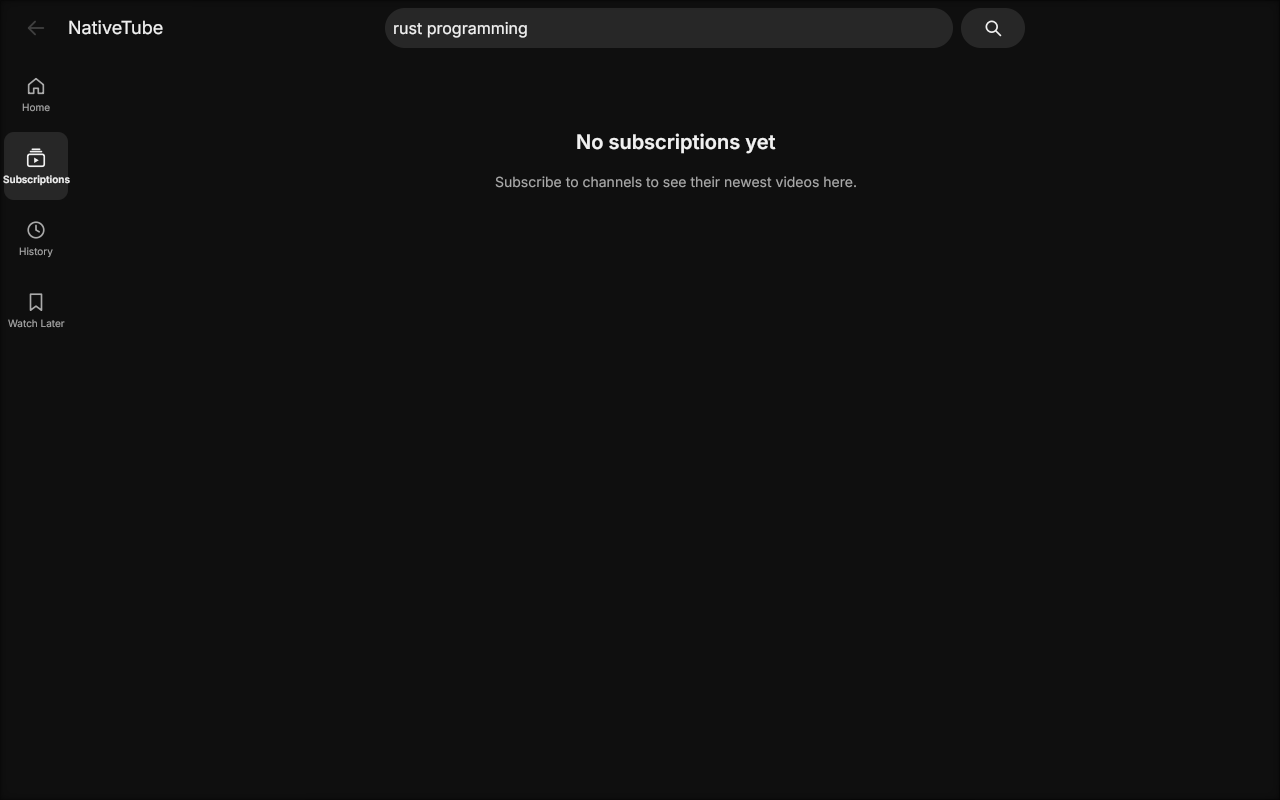 NativeTube
rust programming
Home
Subscriptions
History
Watch Later
No subscriptions yet
Subscribe to channels to see their newest videos here.